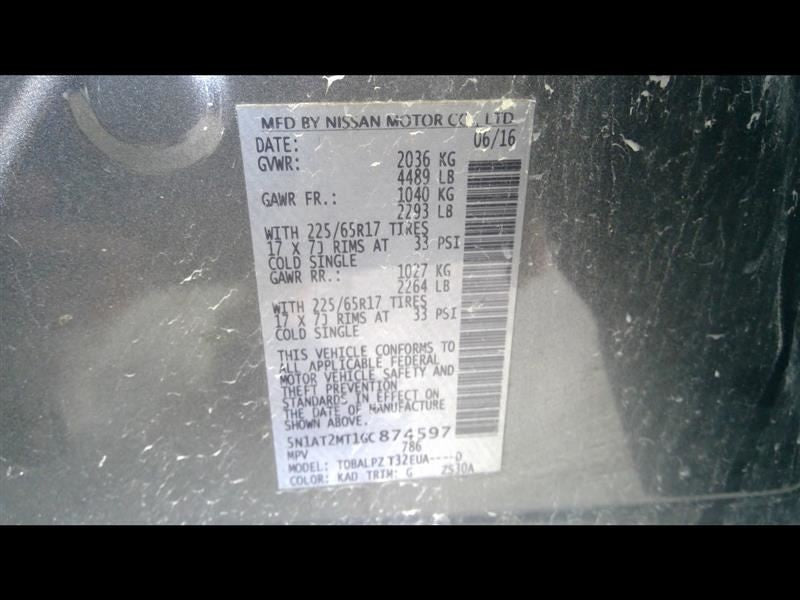 MFD BY NISSAN MOTOR CO., LTD.
DATE: 06/16
GVWR: 2036 KG
4489 LB
GAWR FR.: 1040 KG
2293 LB
WITH 225/65R17 TIRES
17 X 7J RIMS AT 33 PSI
COLD SINGLE
GAWR RR.: 1027 KG
2264 LB
WITH 225/65R17 TIRES
17 X 7J RIMS AT 33 PSI
COLD SINGLE
THIS VEHICLE CONFORMS TO
ALL APPLICABLE FEDERAL
MOTOR VEHICLE SAFETY AND
THEFT PREVENTION
STANDARDS IN EFFECT ON
THE DATE OF MANUFACTURE
SHOWN ABOVE.
5N1AT2MT1GC874597
MPV 786
MODEL: TDBALPZ T32EUA----D
COLOR: KAD TRIM: G ZS30A